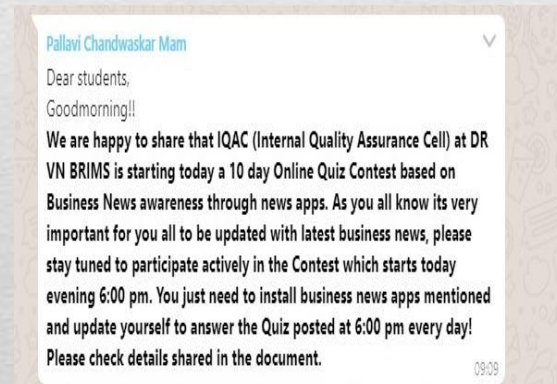 Pallavi Chandwaskar Mam
Dear students,
Goodmorning!!
We are happy to share that IQAC (Internal Quality Assurance Cell) at DR
VN BRIMS is starting today a 10 day Online Quiz Contest based on
Business News awareness through news apps. As you all know its very
important for you all to be updated with latest business news, please
stay tuned to participate actively in the Contest which starts today
evening 6:00 pm. You just need to install business news apps mentioned
and update yourself to answer the Quiz posted at 6:00 pm every day!
Please check details shared in the document.
09:09